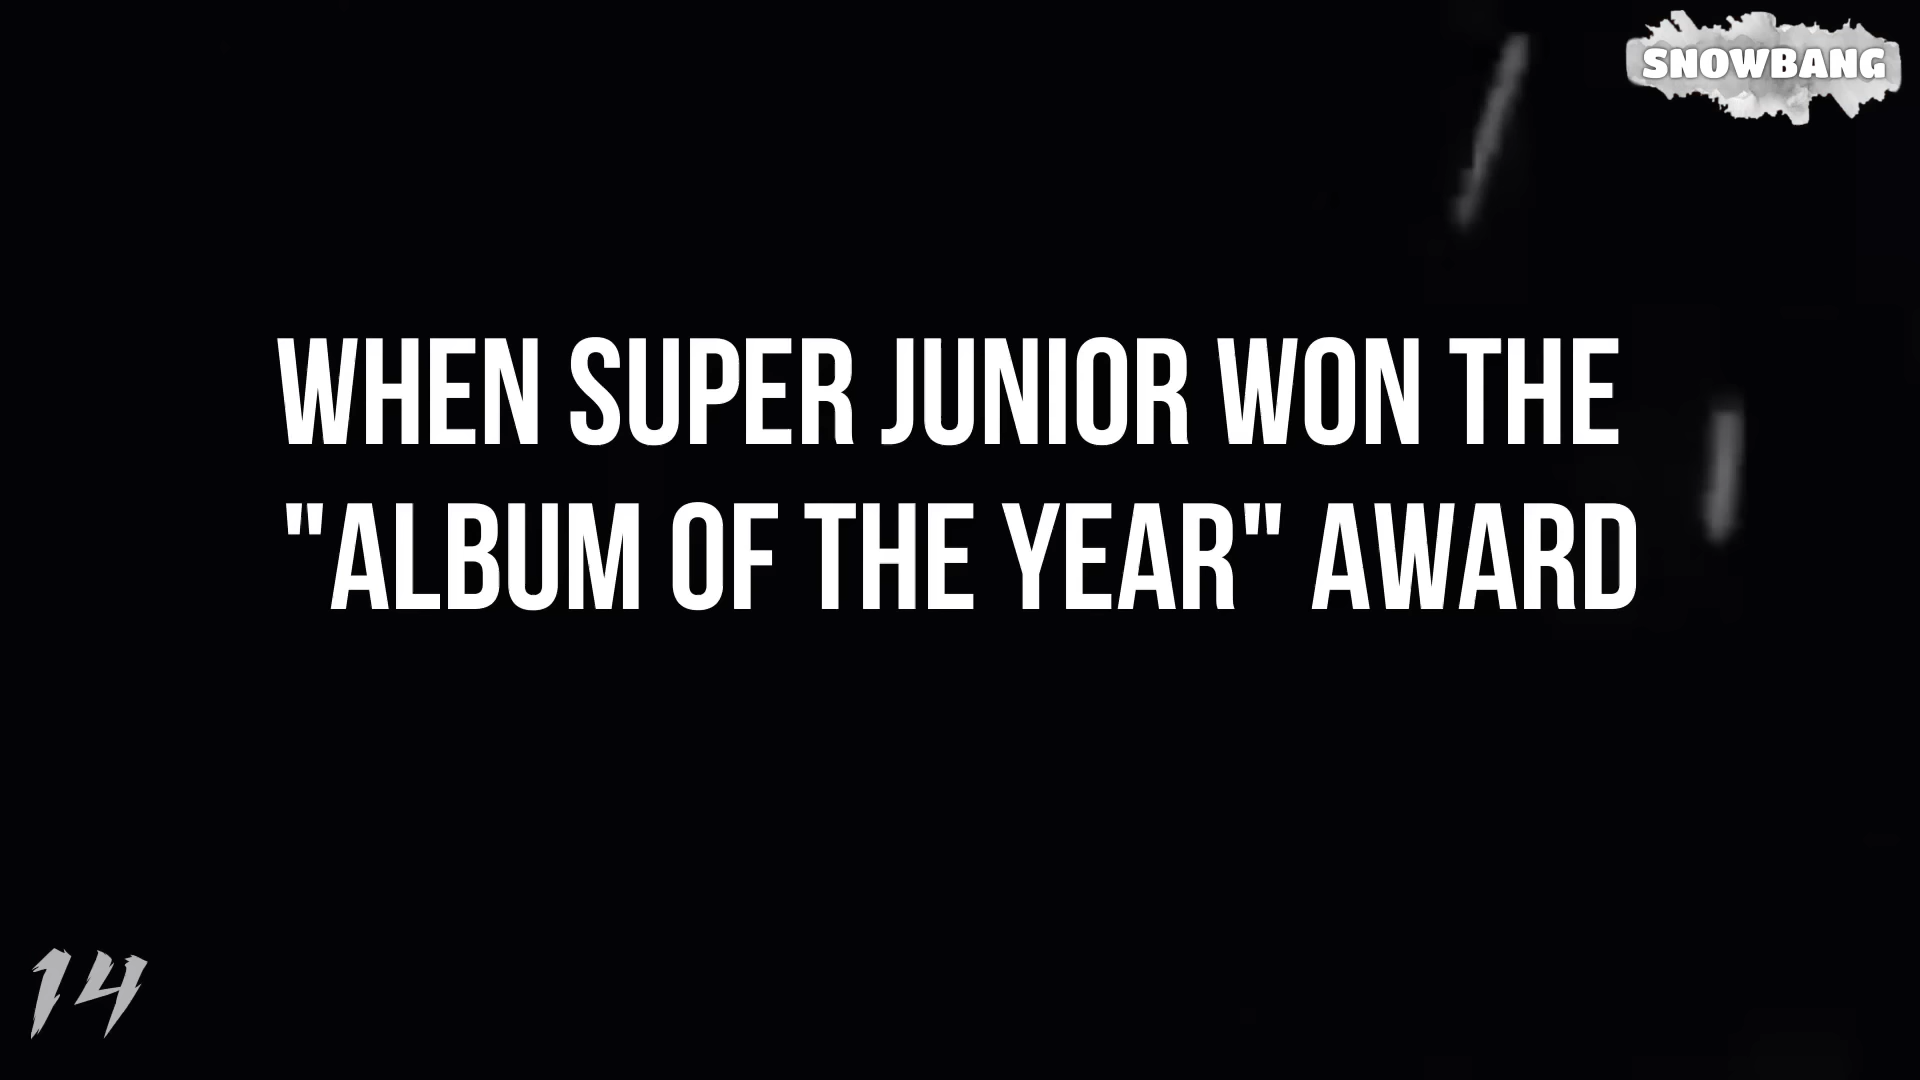 SNOWBANG
WHEN SUPER JUNIOR WON THE
"ALBUM OF THE YEAR" AWARD
14